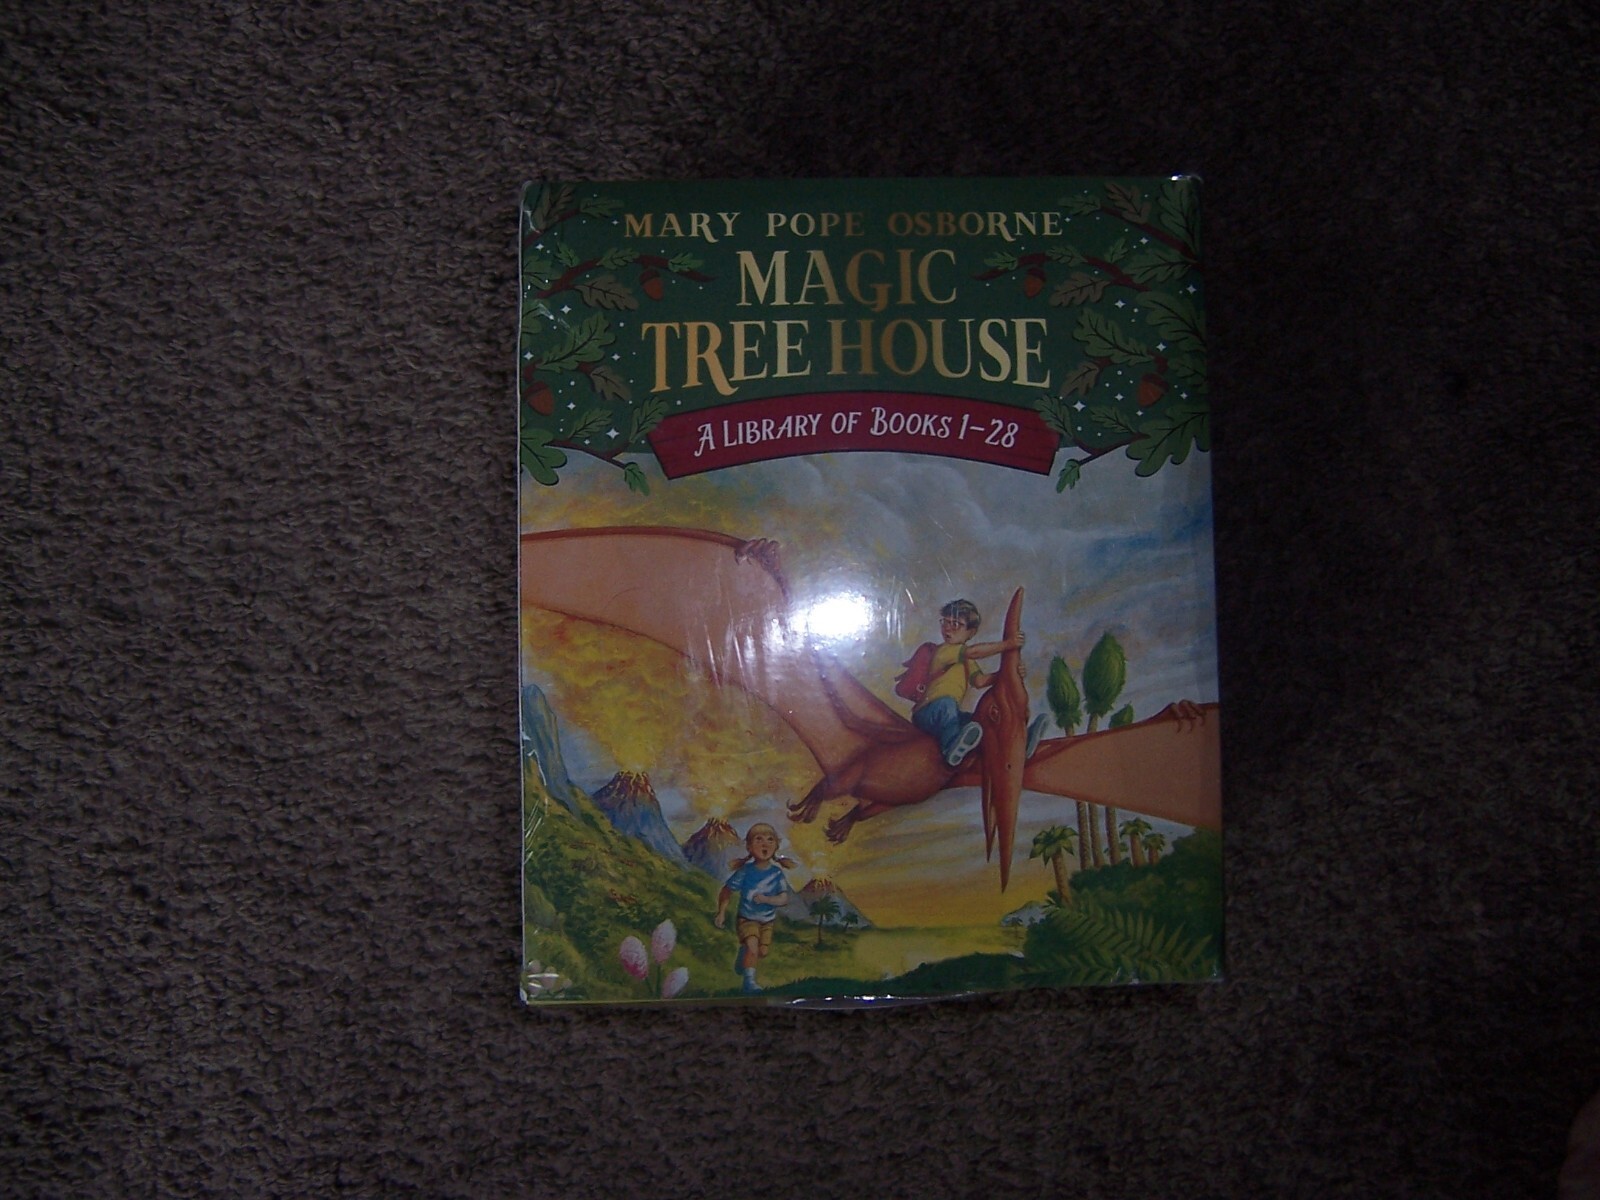 MARY POPE OSBORNE
MAGIC
TREE HOUSE
A LIBRARY OF BOOKS 1–28